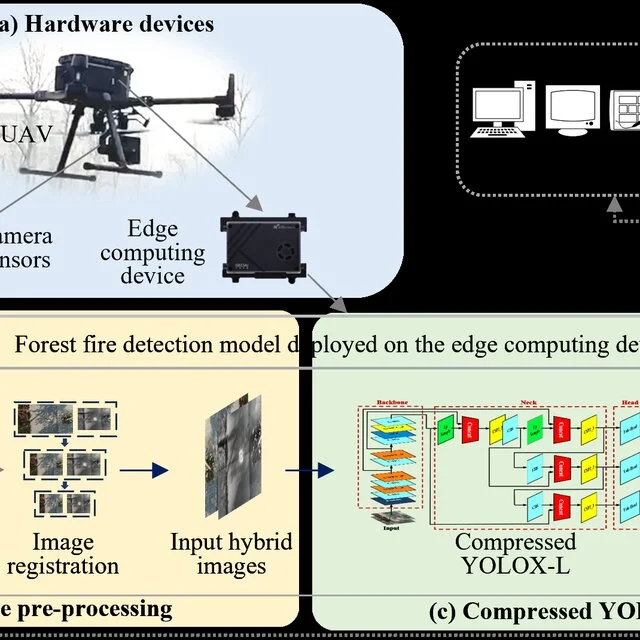 a) Hardware devices
UAV
amera
nsors
Edge
computing
device
Forest fire detection model d ployed on the edge computing de
Backbone
Neck
Head
Input
Image
registration
Input hybrid
images
Compressed
YOLOX-L
e pre-processing
(c) Compressed YOL